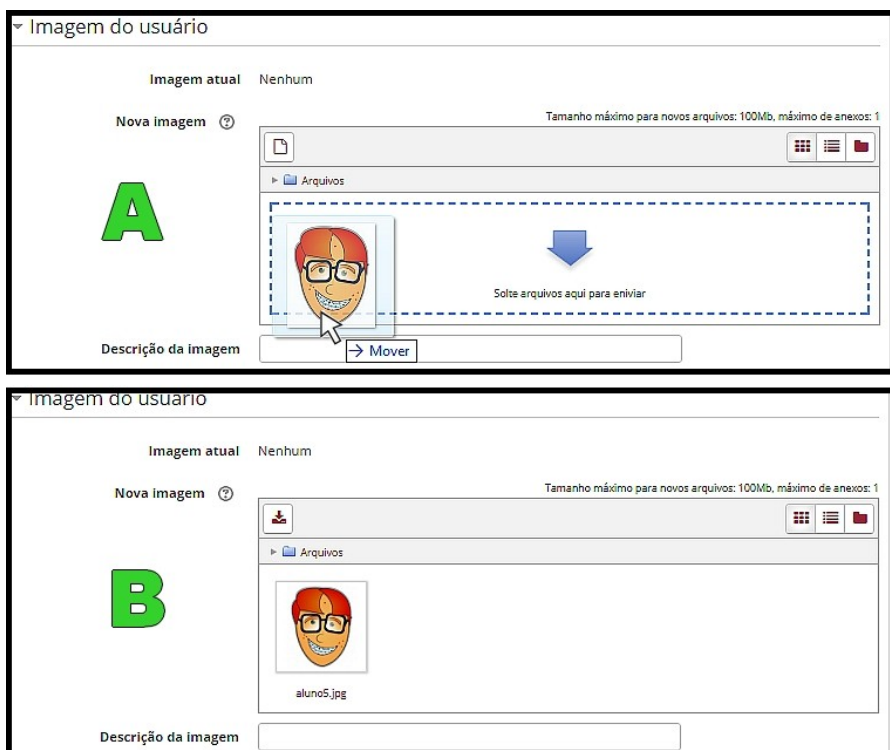 Imagem do usuário
Imagem atual Nenhum
Nova imagem
Tamanho máximo para novos arquivos: 100Mb, máximo de anexos: 1
Arquivos
A
Solte arquivos aqui para eniviar
Descrição da imagem
→ Mover
Imagem do usuário
Imagem atual Nenhum
Nova imagem
Tamanho máximo para novos arquivos: 100Mb, máximo de anexos: 1
Arquivos
B
aluno5.jpg
Descrição da imagem